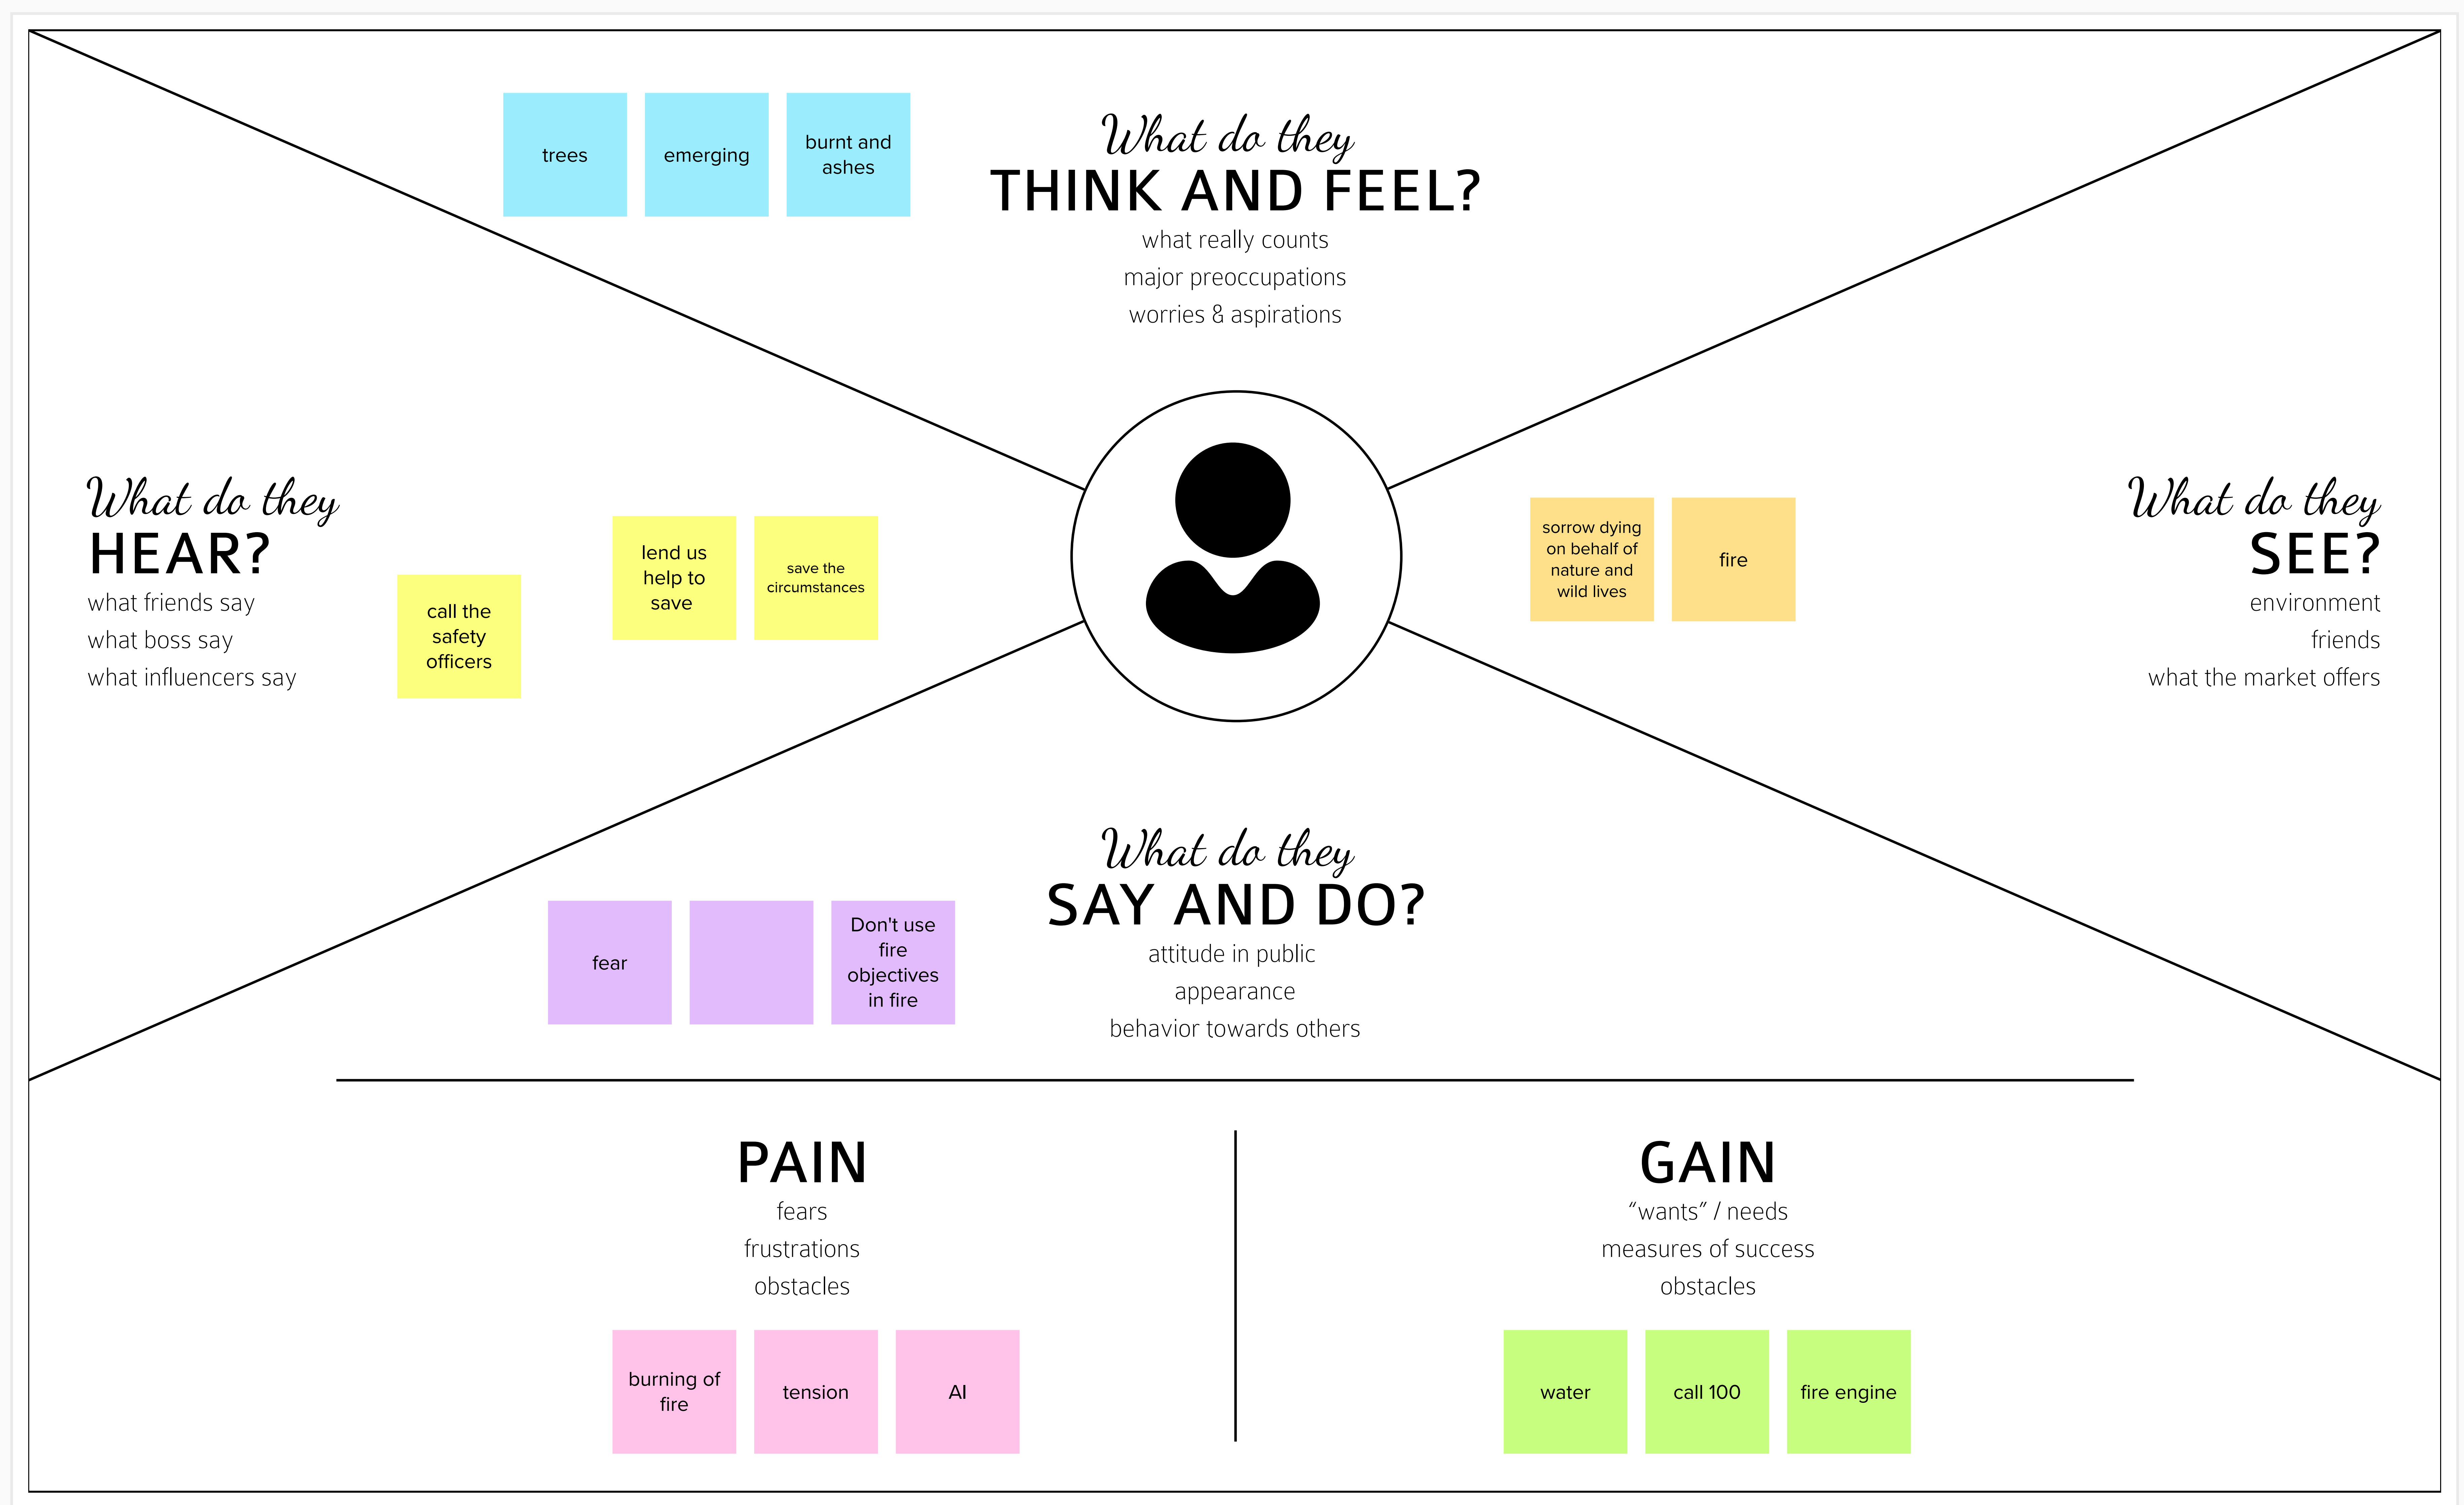 trees
emerging
burnt and
ashes
What do they
THINK AND FEEL?
what really counts
major preoccupations
worries & aspirations
What do they
HEAR?
what friends say
what boss say
what influencers say
call the
safety
officers
lend us
help to
save
save the
circumstances
sorrow dying
on behalf of
nature and
wild lives
fire
What do they
SEE?
environment
friends
what the market offers
What do they
SAY AND DO?
attitude in public
appearance
behavior towards others
fear
Don't use
fire
objectives
in fire
PAIN
fears
frustrations
obstacles
burning of
fire
tension
AI
GAIN
“wants” / needs
measures of success
obstacles
water
call 100
fire engine